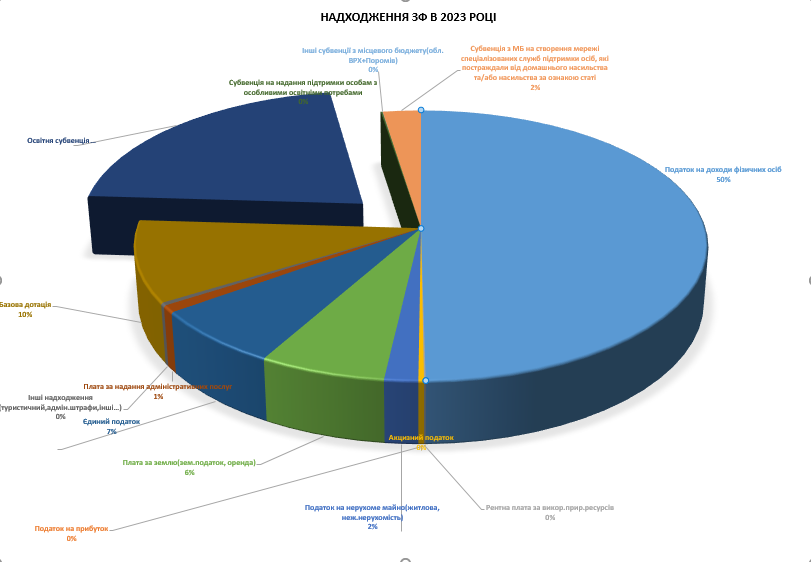 НАДХОДЖЕННЯ ЗФ В 2023 РОЦІ
Інші субвенції з місцевого бюджету(обл.
ВРХ+Поромів)
0%
Субвенція з МБ на створення мережі
спеціалізованих служб підтримки осіб, які
постраждали від домашнього насильства
та/або насильства за ознакою статі
2%
Субвенція на надання підтримки особам з
особливими освітніми потребами
0%
Освітня субвенція
Податок на доходи фізичних осіб
50%
Базова дотація
10%
Плата за надання адміністративних послуг
1%
Інші надходження
(туристичний,адмін.штрафи,інші…)
0%
Єдиний податок
7%
Плата за землю(зем.податок, оренда)
6%
Акцизний податок
Податок на нерухоме майно(житлова,
неж.нерухомість)
2%
Рентна плата за викор.прир.ресурсів
0%
Податок на прибуток
0%